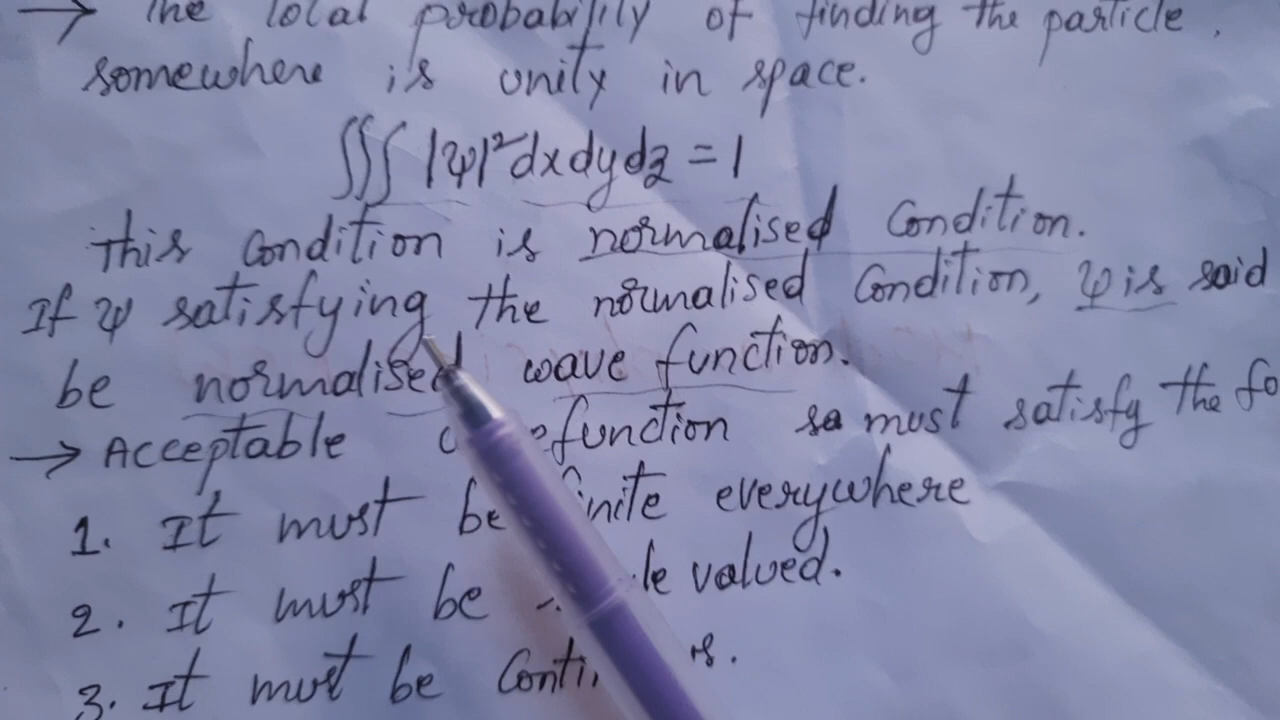 → The total probability of finding the particle.
somewhere is unity in space.
∭ |ψ|² dxdydz = 1
This condition is normalised condition.
If ψ satisfying the normalised condition, ψ is said
be normalised wave function.
→ Acceptable function must satisfy the
1. It must be everywhere
2. It must be valued.
3. It must be